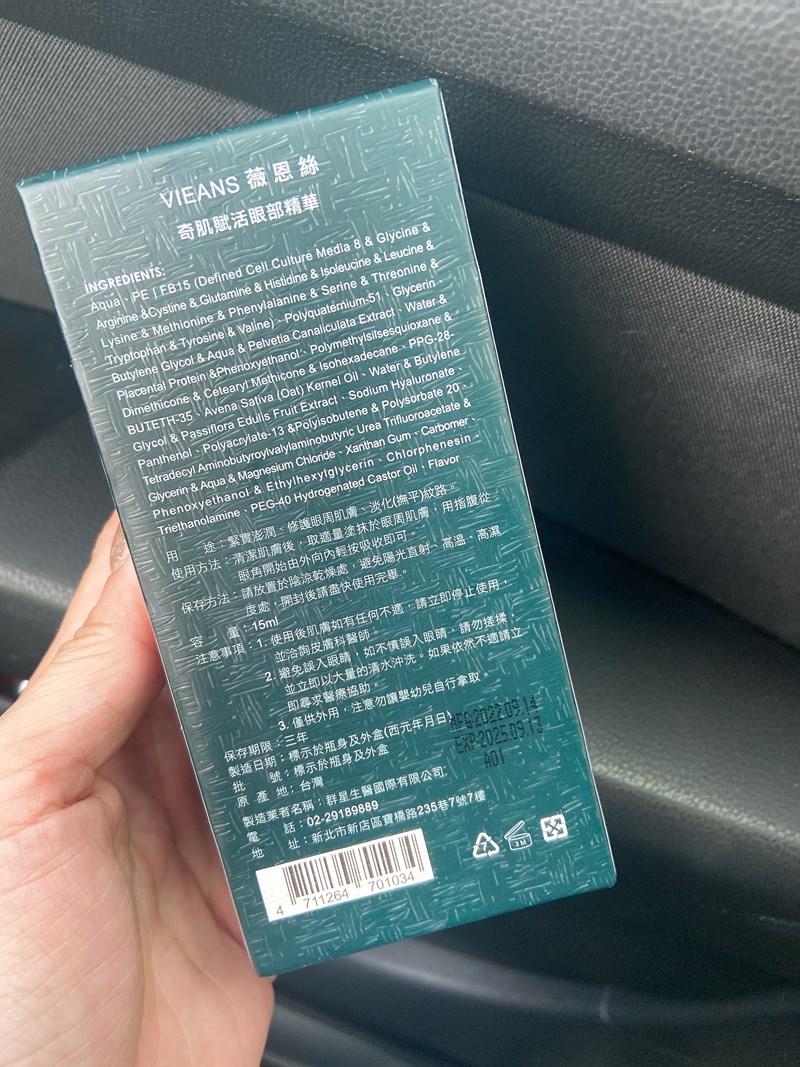 VIEANS 薇恩絲
奇肌賦活眼部精華
INGREDIENTS:
Aqua、PE I FB15 (Defined Cell Culture Media 8 & Glycine &
Arginine &Cystine & Glutamine & Histidine & Isoleucine & Leucine &
Lysine & Methionine & Phenylalanine & Serine & Threonine &
Tryptophan & Tyrosine & Valine)、Polyquaternium-51、Glycerin、
Butylene Glycol & Aqua & Pelvetia Canaliculata Extract、Water &
Placental Protein &Phenoxyethanol、Polymethylsilsesquioxane &
Dimethicone & Cetearyl Methicone & Isohexadecane、PPG-28-
BUTETH-35、Avena Sativa (Oat) Kernel Oil、Water & Butylene
Glycol & Passiflora Edulls Fruit Extract、Sodium Hyaluronate、
Panthenol、Polyacrylate-13 &Polyisobutene & Polysorbate 20、
Tetradecyl Aminobutyroylvalylaminobutyric Urea Trifluoroacetate &
Glycerin & Aqua & Magnesium Chloride、Xanthan Gum、Carbomer、
Phenoxyethanol & Ethylhexylglycerin、Chlorphenesin、
Triethanolamine、PEG-40 Hydrogenated Castor Oil、Flavor
用　　途：緊實澎潤、修護眼周肌膚、淡化(撫平)紋路。
使用方法：清潔肌膚後，取適量塗抹於眼周肌膚，用指腹從
眼角開始由外向內輕按吸收即可。
保存方法：請放置於陰涼乾燥處，避免陽光直射、高溫、高濕
度處，開封後請盡快使用完畢。
容　　量：15ml
注意事項：1. 使用後肌膚如有任何不適，請立即停止使用，
並洽詢皮膚科醫師。
2. 避免誤入眼睛，如不慎誤入眼睛，請勿搓揉，
並立即以大量的清水沖洗。如果依然不適請立
即尋求醫療協助。
3. 僅供外用，注意勿讓嬰幼兒自行拿取。
保存期限：三年
製造日期：標示於瓶身及外盒(西元年月日)
批　　號：標示於瓶身及外盒
原 產 地：台灣
製造業者名稱：群星生醫國際有限公司
電　　話：02-29189889
地　　址：新北市新店區寶橋路235巷7號7樓
MFG2022.09.14
EXP2025.09.13
A01
7
3M
4 711264 701034